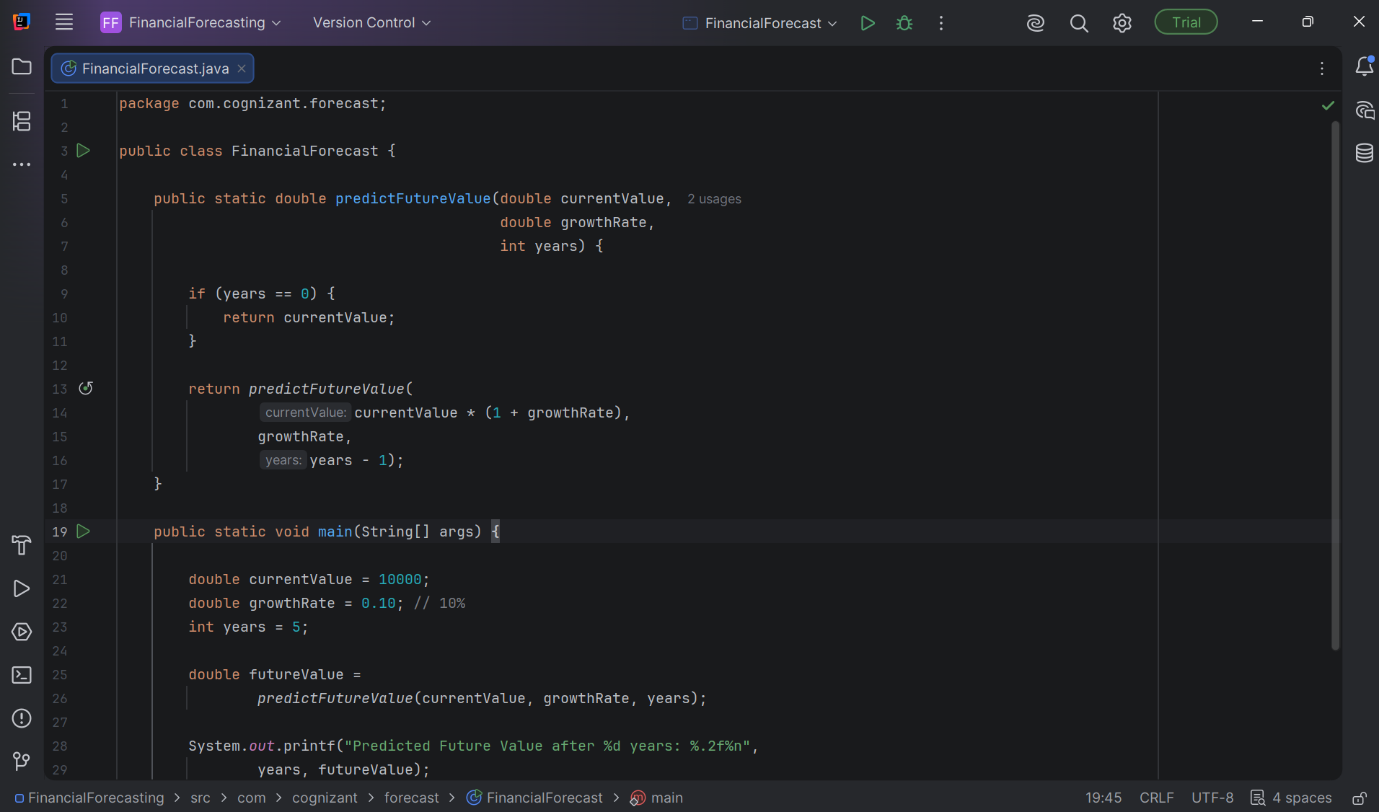 FF FinancialForecasting Version Control FinancialForecast Trial
FinancialForecast.java
1 package com.cognizant.forecast;
2
3 public class FinancialForecast {
4
5 public static double predictFutureValue(double currentValue, 2 usages
6 double growthRate,
7 int years) {
8
9 if (years == 0) {
10 return currentValue;
11 }
12
13 return predictFutureValue(
14 currentValue: currentValue * (1 + growthRate),
15 growthRate,
16 years: years - 1);
17 }
18
19 public static void main(String[] args) {
20
21 double currentValue = 10000;
22 double growthRate = 0.10; // 10%
23 int years = 5;
24
25 double futureValue =
26 predictFutureValue(currentValue, growthRate, years);
27
28 System.out.printf("Predicted Future Value after %d years: %.2f%n",
29 years, futureValue);
FinancialForecasting > src > com > cognizant > forecast > FinancialForecast > m main 19:45 CRLF UTF-8 4 spaces